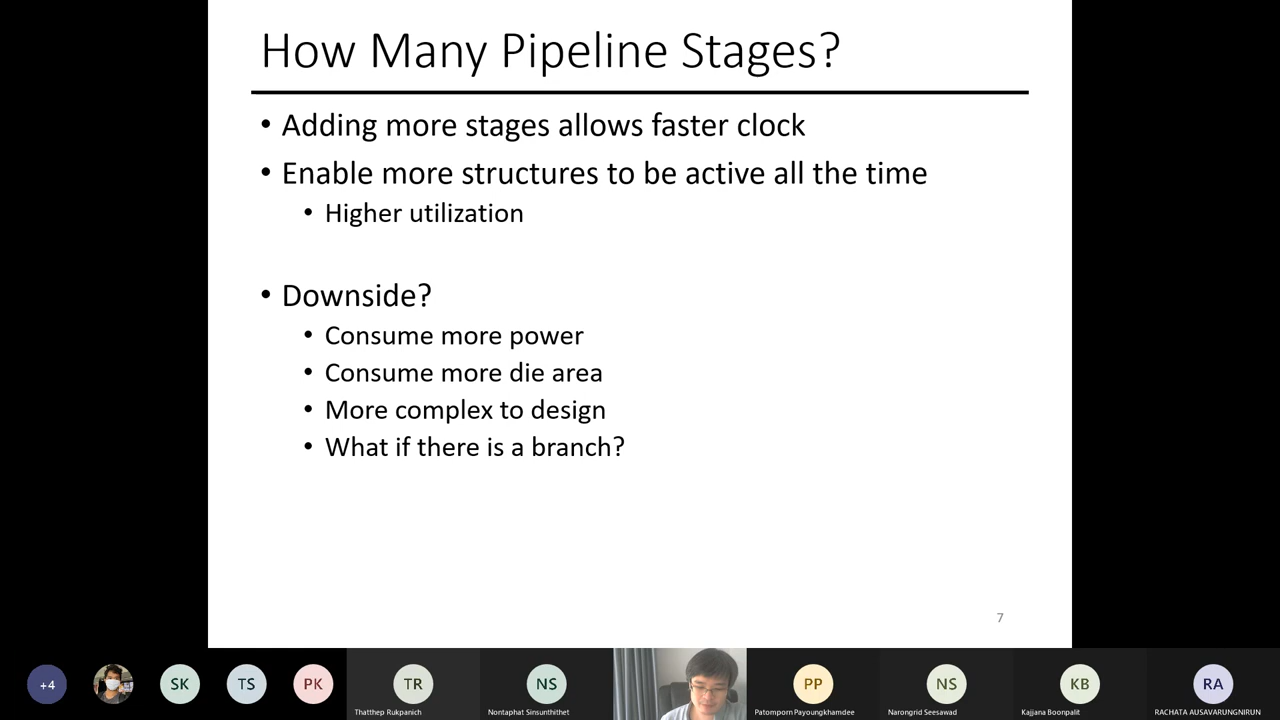 How Many Pipeline Stages?
• Adding more stages allows faster clock
• Enable more structures to be active all the time
• Higher utilization
• Downside?
• Consume more power
• Consume more die area
• More complex to design
• What if there is a branch?
7
+4
SK
TS
PK
TR
NS
PP
NS
KB
RA
Thatthep Rukpanich
Nontaphat Sinsunthithet
Patomporn Payoungkhamdee
Narongrid Seesawad
Kajjana Boonpalit
RACHATA AUSAVARUNGNIRUN